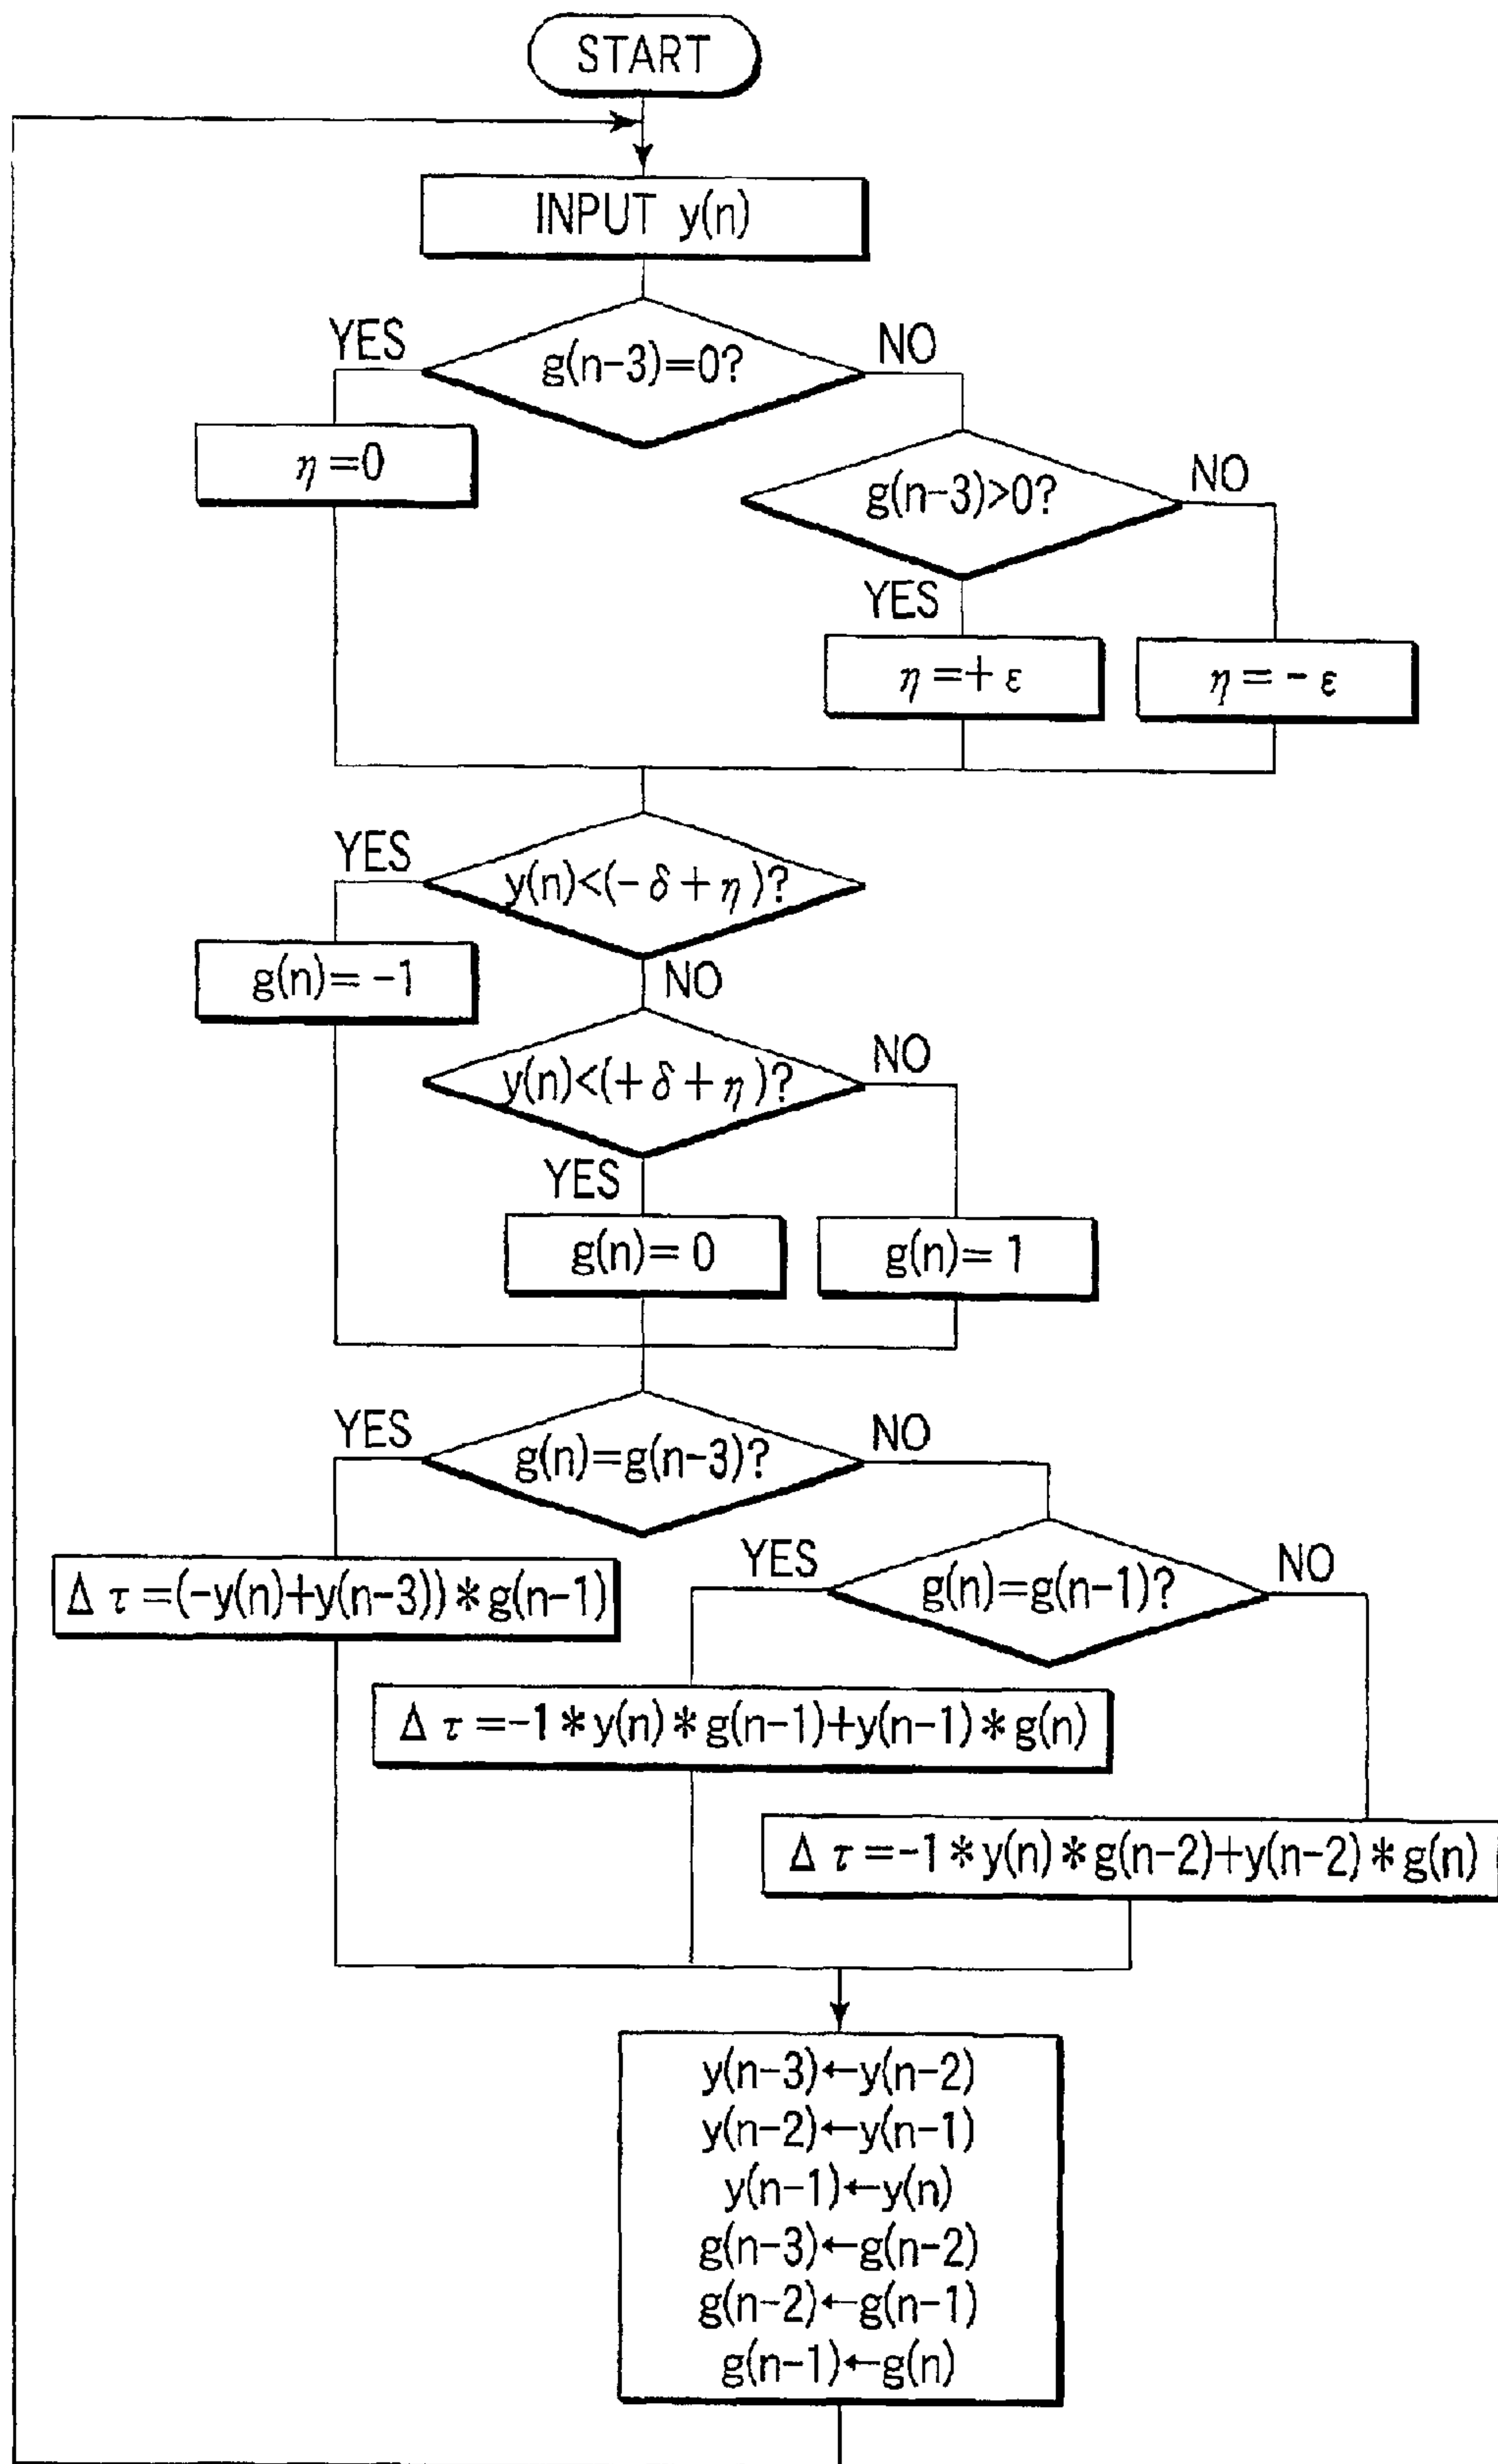 START
INPUT y(n)
YES
g(n-3)=0?
NO
η=0
g(n-3)>0?
NO
YES
η=+ε
η=-ε
YES
y(n)<(-δ+η)?
g(n)=-1
NO
y(n)<(+δ+η)?
NO
YES
g(n)=0
g(n)=1
YES
g(n)=g(n-3)?
NO
Δτ=(-y(n)+y(n-3))*g(n-1)
YES
g(n)=g(n-1)?
NO
Δτ=-1*y(n)*g(n-1)+y(n-1)*g(n)
Δτ=-1*y(n)*g(n-2)+y(n-2)*g(n)
y(n-3)←y(n-2)
y(n-2)←y(n-1)
y(n-1)←y(n)
g(n-3)←g(n-2)
g(n-2)←g(n-1)
g(n-1)←g(n)